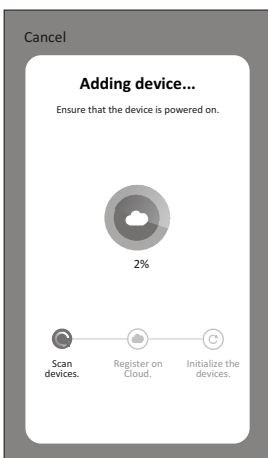 Cancel
Adding device...
Ensure that the device is powered on.
2%
Scan
devices.
Register on
Cloud.
Initialize the
devices.